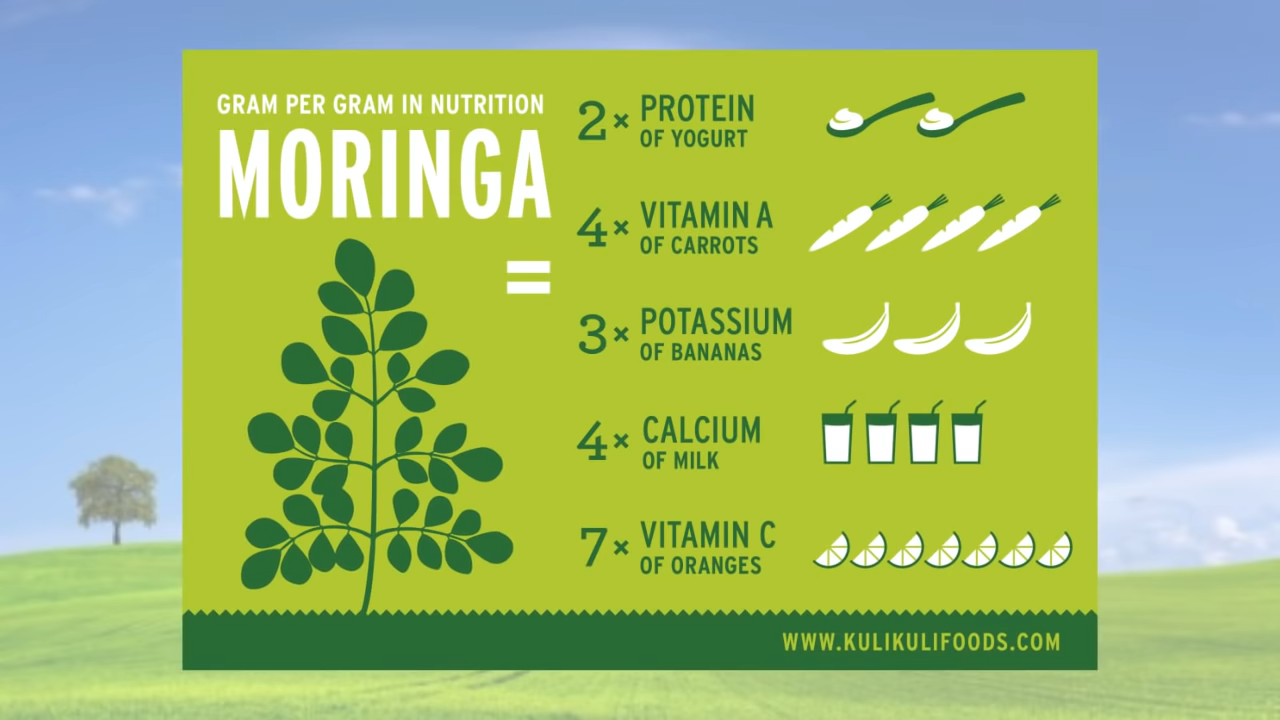 GRAM PER GRAM IN NUTRITION
MORINGA
=
2× PROTEIN
OF YOGURT
4× VITAMIN A
OF CARROTS
3× POTASSIUM
OF BANANAS
4× CALCIUM
OF MILK
7× VITAMIN C
OF ORANGES
WWW.KULIKULIFOODS.COM